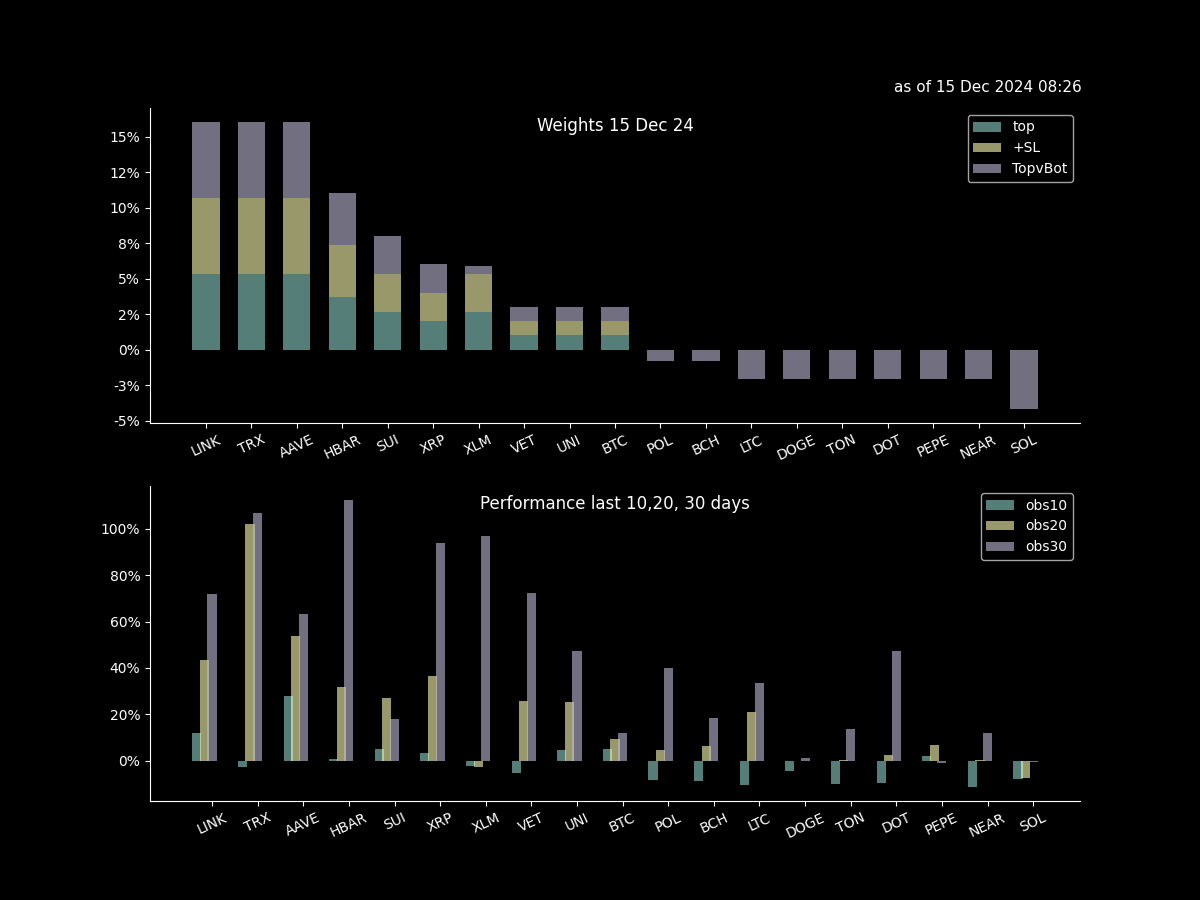 as of 15 Dec 2024 08:26
Weights 15 Dec 24
top
+SL
TopvBot
15%
12%
10%
8%
5%
2%
0%
-3%
-5%
LINK TRX AAVE HBAR SUI XRP XLM VET UNI BTC POL BCH LTC DOGE TON DOT PEPE NEAR SOL
Performance last 10,20, 30 days
obs10
obs20
obs30
100%
80%
60%
40%
20%
0%
LINK TRX AAVE HBAR SUI XRP XLM VET UNI BTC POL BCH LTC DOGE TON DOT PEPE NEAR SOL